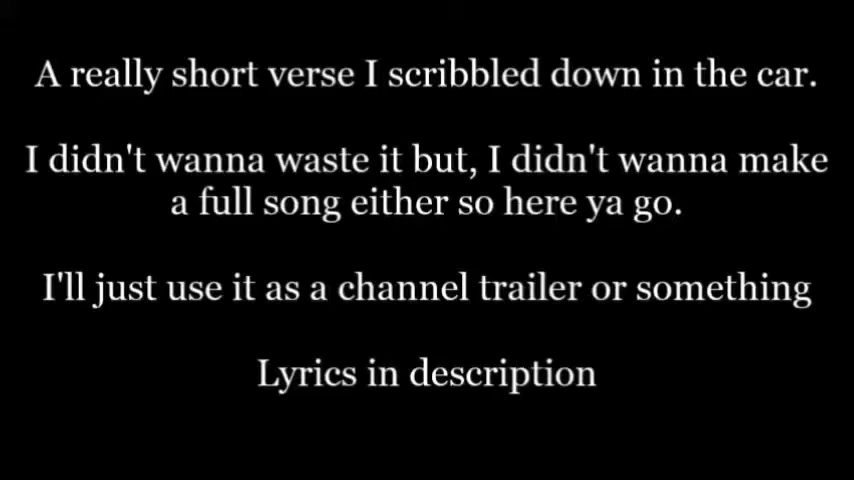 A really short verse I scribbled down in the car.
I didn't wanna waste it but, I didn't wanna make
a full song either so here ya go.
I'll just use it as a channel trailer or something
Lyrics in description